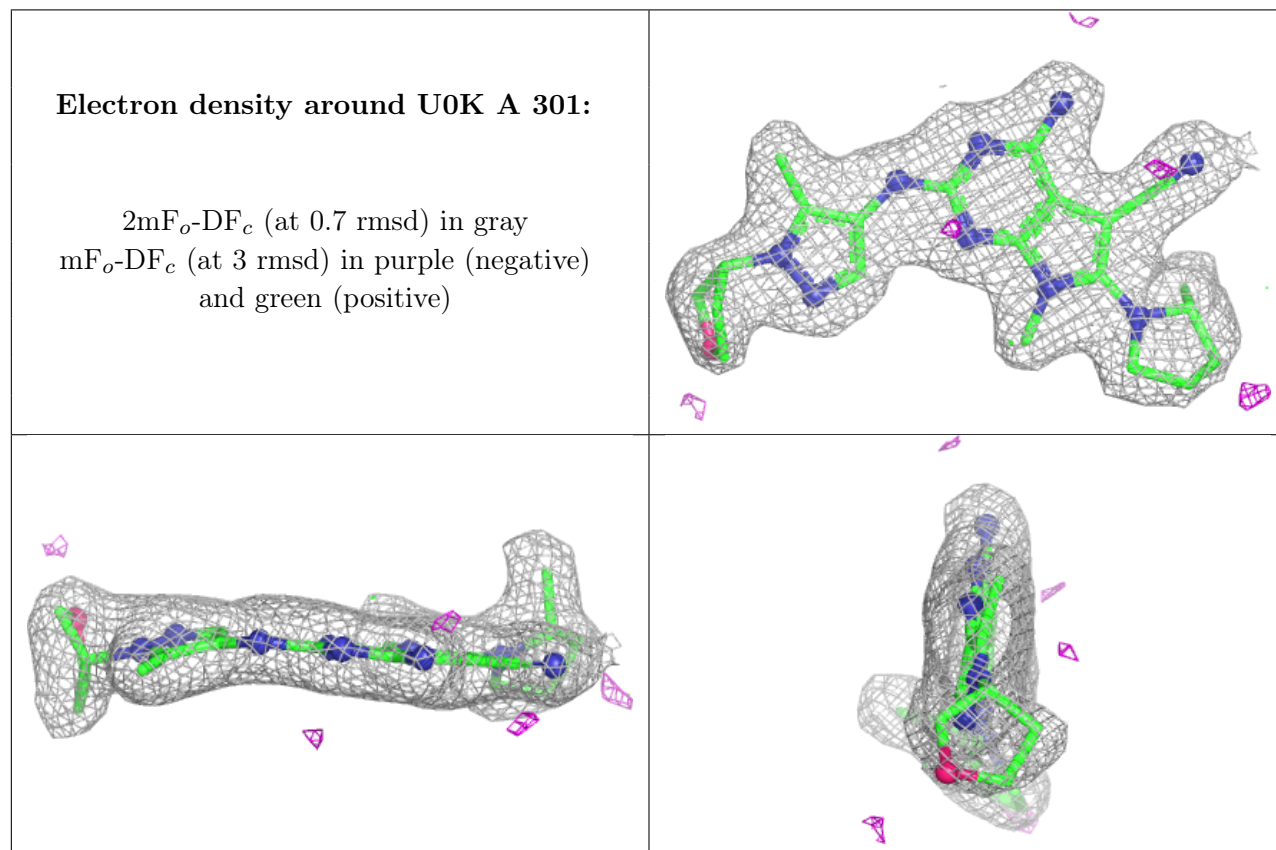 Electron density around U0K A 301:
2mFo-DFc (at 0.7 rmsd) in gray
mFo-DFc (at 3 rmsd) in purple (negative)
and green (positive)